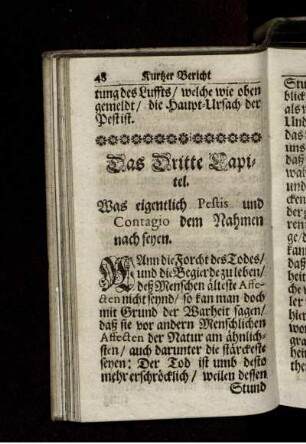 48 Kurtzer Bericht
tung des Luffts / welche wie oben
gemeldt / die Haupt-Ursach der
Pest ist.
Das Dritte Capi-
tel.
Was eigentlich Pestis und
Contagio dem Nahmen
nach seyen.
WAnn die Forcht des Todes /
und die Begierde zu leben /
deß Menschen älteste Affe-
cten nicht seynd / so kan man doch
mit Grund der Warheit sagen /
daß sie vor andern Menschlichen
Affecten der Natur am ähnlich-
sten / auch darunter die stärckeste
seyen: Der Tod ist umb desto
mehr erschröcklich / weilen dessen
Stund